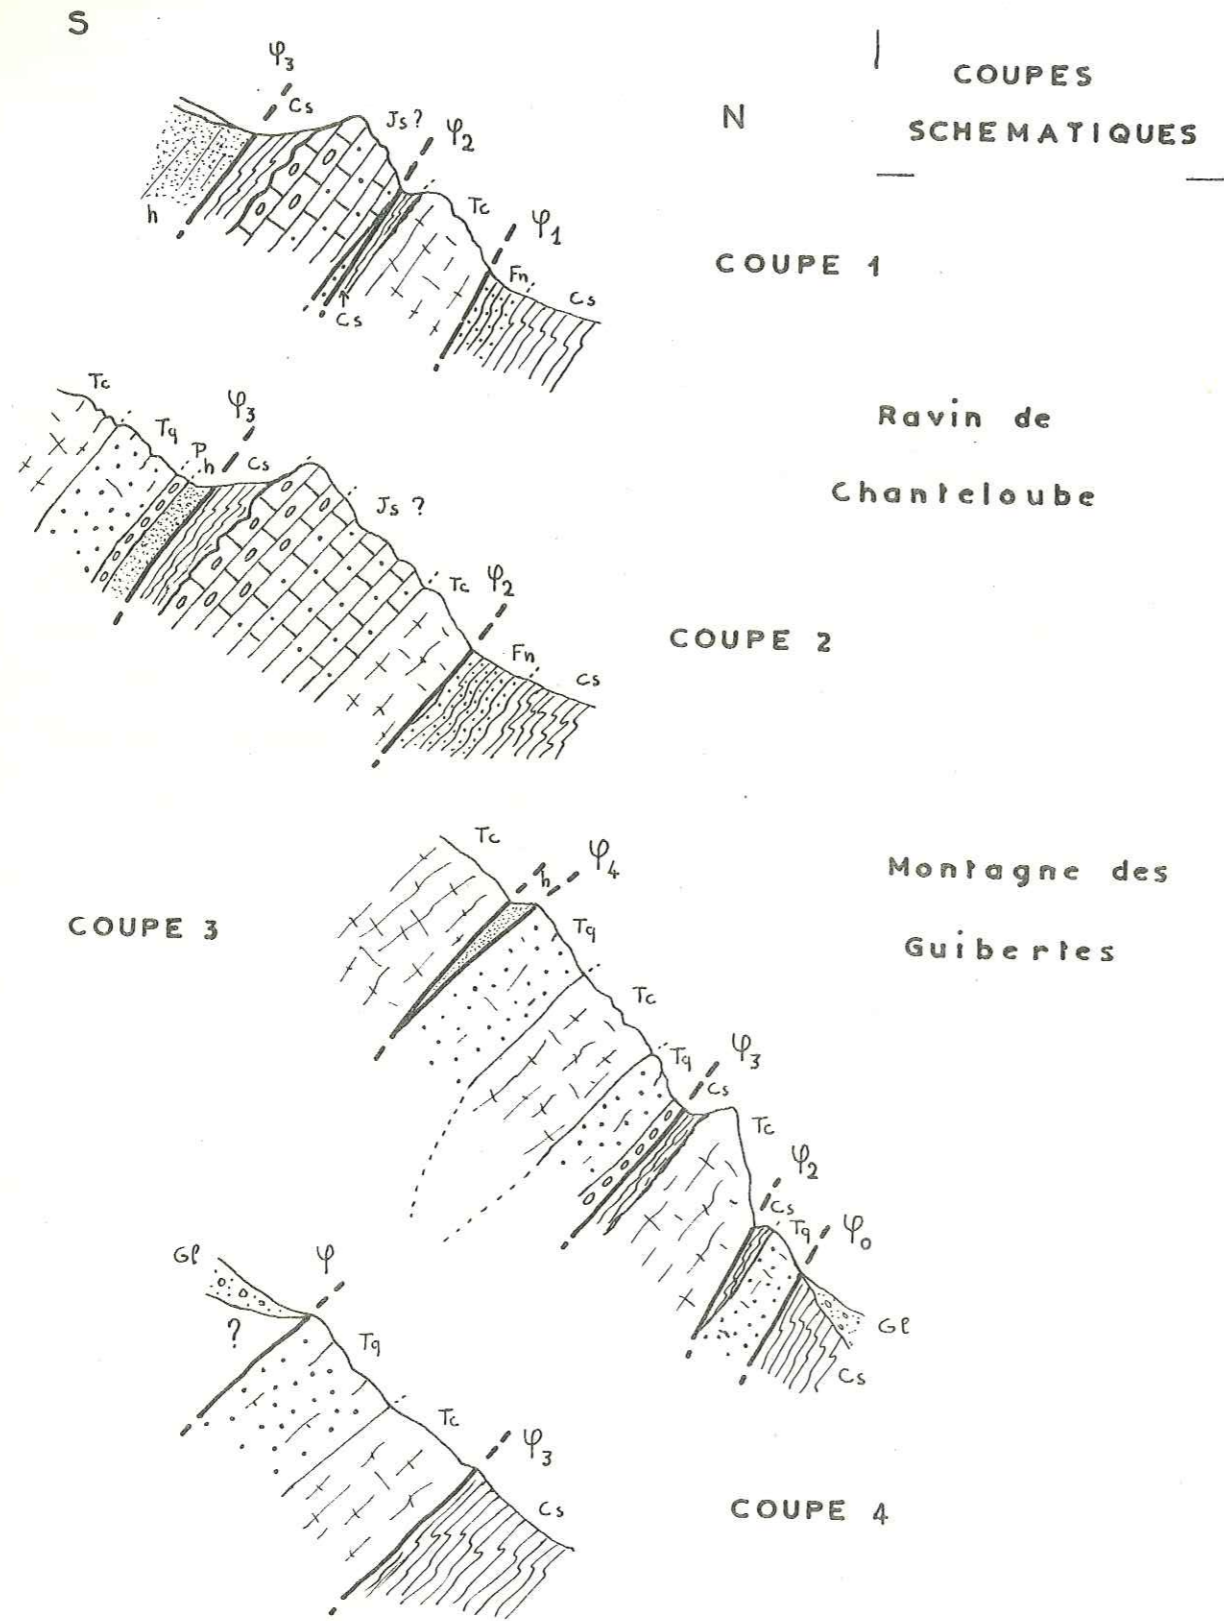 S
N
COUPES
SCHEMATIQUES
φ3
Cs
Js ?
φ2
Tc
φ1
Fn
Cs
h
Cs
COUPE 1
Tc
Tq
P
h
φ3
Cs
Js ?
Tc
φ2
Fn
Cs
Ravin de
Chanteloube
COUPE 2
Tc
h
φ4
Tq
Tc
Tq
φ3
Cs
Tc
φ2
Cs
Tq
φ0
Gl
Cs
COUPE 3
Montagne des
Guibertes
Gl
?
φ
Tq
Tc
φ3
Cs
COUPE 4